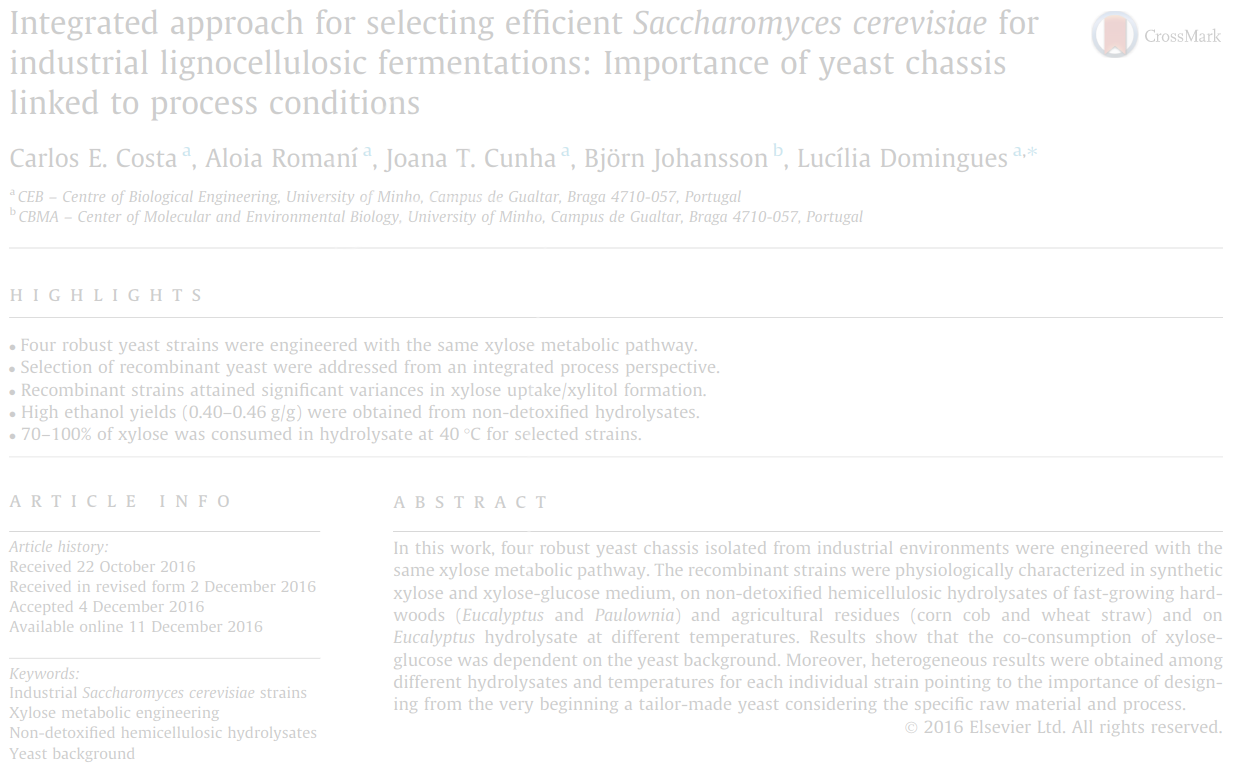 Integrated approach for selecting efficient Saccharomyces cerevisiae for
industrial lignocellulosic fermentations: Importance of yeast chassis
linked to process conditions
CrossMark
Carlos E. Costa a, Aloia Romaní a, Joana T. Cunha a, Björn Johansson b, Lucília Domingues a,*
a CEB – Centre of Biological Engineering, University of Minho, Campus de Gualtar, Braga 4710-057, Portugal
b CBMA – Center of Molecular and Environmental Biology, University of Minho, Campus de Gualtar, Braga 4710-057, Portugal
HIGHLIGHTS
• Four robust yeast strains were engineered with the same xylose metabolic pathway.
• Selection of recombinant yeast were addressed from an integrated process perspective.
• Recombinant strains attained significant variances in xylose uptake/xylitol formation.
• High ethanol yields (0.40–0.46 g/g) were obtained from non-detoxified hydrolysates.
• 70–100% of xylose was consumed in hydrolysate at 40 °C for selected strains.
ARTICLE INFO
Article history:
Received 22 October 2016
Received in revised form 2 December 2016
Accepted 4 December 2016
Available online 11 December 2016
Keywords:
Industrial Saccharomyces cerevisiae strains
Xylose metabolic engineering
Non-detoxified hemicellulosic hydrolysates
Yeast background
ABSTRACT
In this work, four robust yeast chassis isolated from industrial environments were engineered with the
same xylose metabolic pathway. The recombinant strains were physiologically characterized in synthetic
xylose and xylose-glucose medium, on non-detoxified hemicellulosic hydrolysates of fast-growing hard-
woods (Eucalyptus and Paulownia) and agricultural residues (corn cob and wheat straw) and on
Eucalyptus hydrolysate at different temperatures. Results show that the co-consumption of xylose-
glucose was dependent on the yeast background. Moreover, heterogeneous results were obtained among
different hydrolysates and temperatures for each individual strain pointing to the importance of design-
ing from the very beginning a tailor-made yeast considering the specific raw material and process.
© 2016 Elsevier Ltd. All rights reserved.